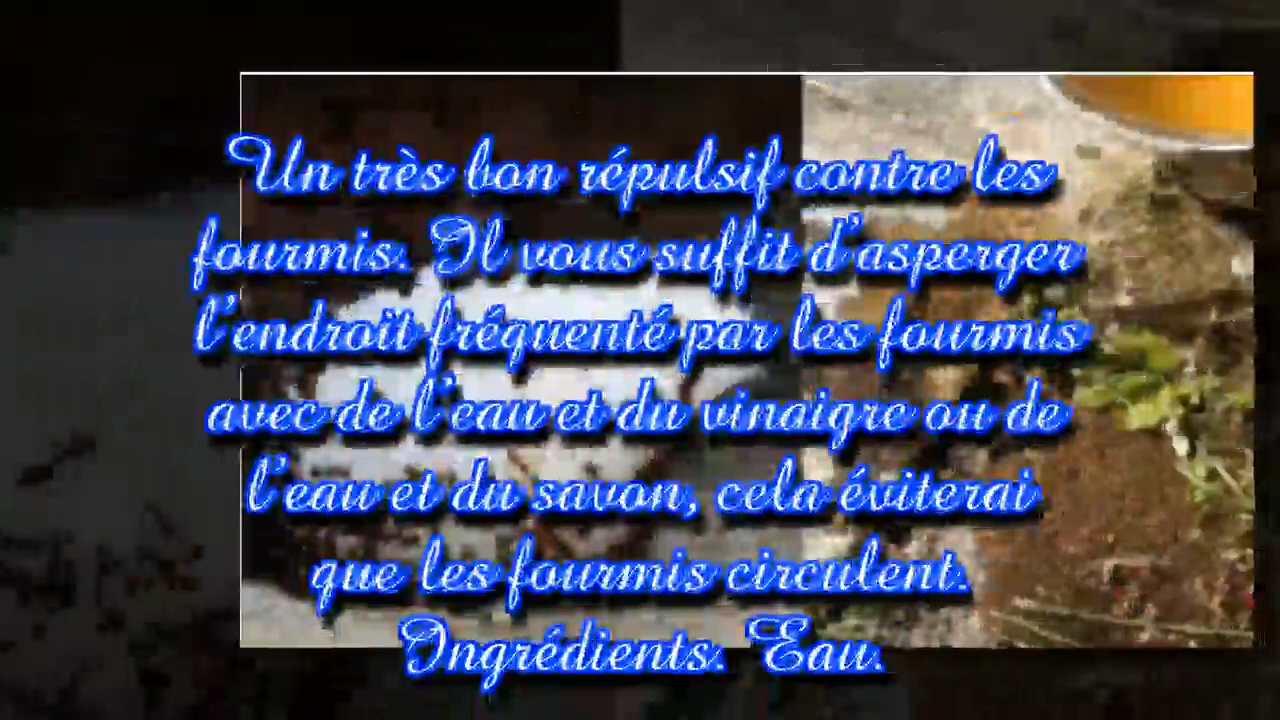 Un très bon répulsif contre les
fourmis. Il vous suffit d'asperger
l'endroit fréquenté par les fourmis
avec de l'eau et du vinaigre ou de
l'eau et du savon, cela éviterai
que les fourmis circulent.
Ingrédients. Eau.